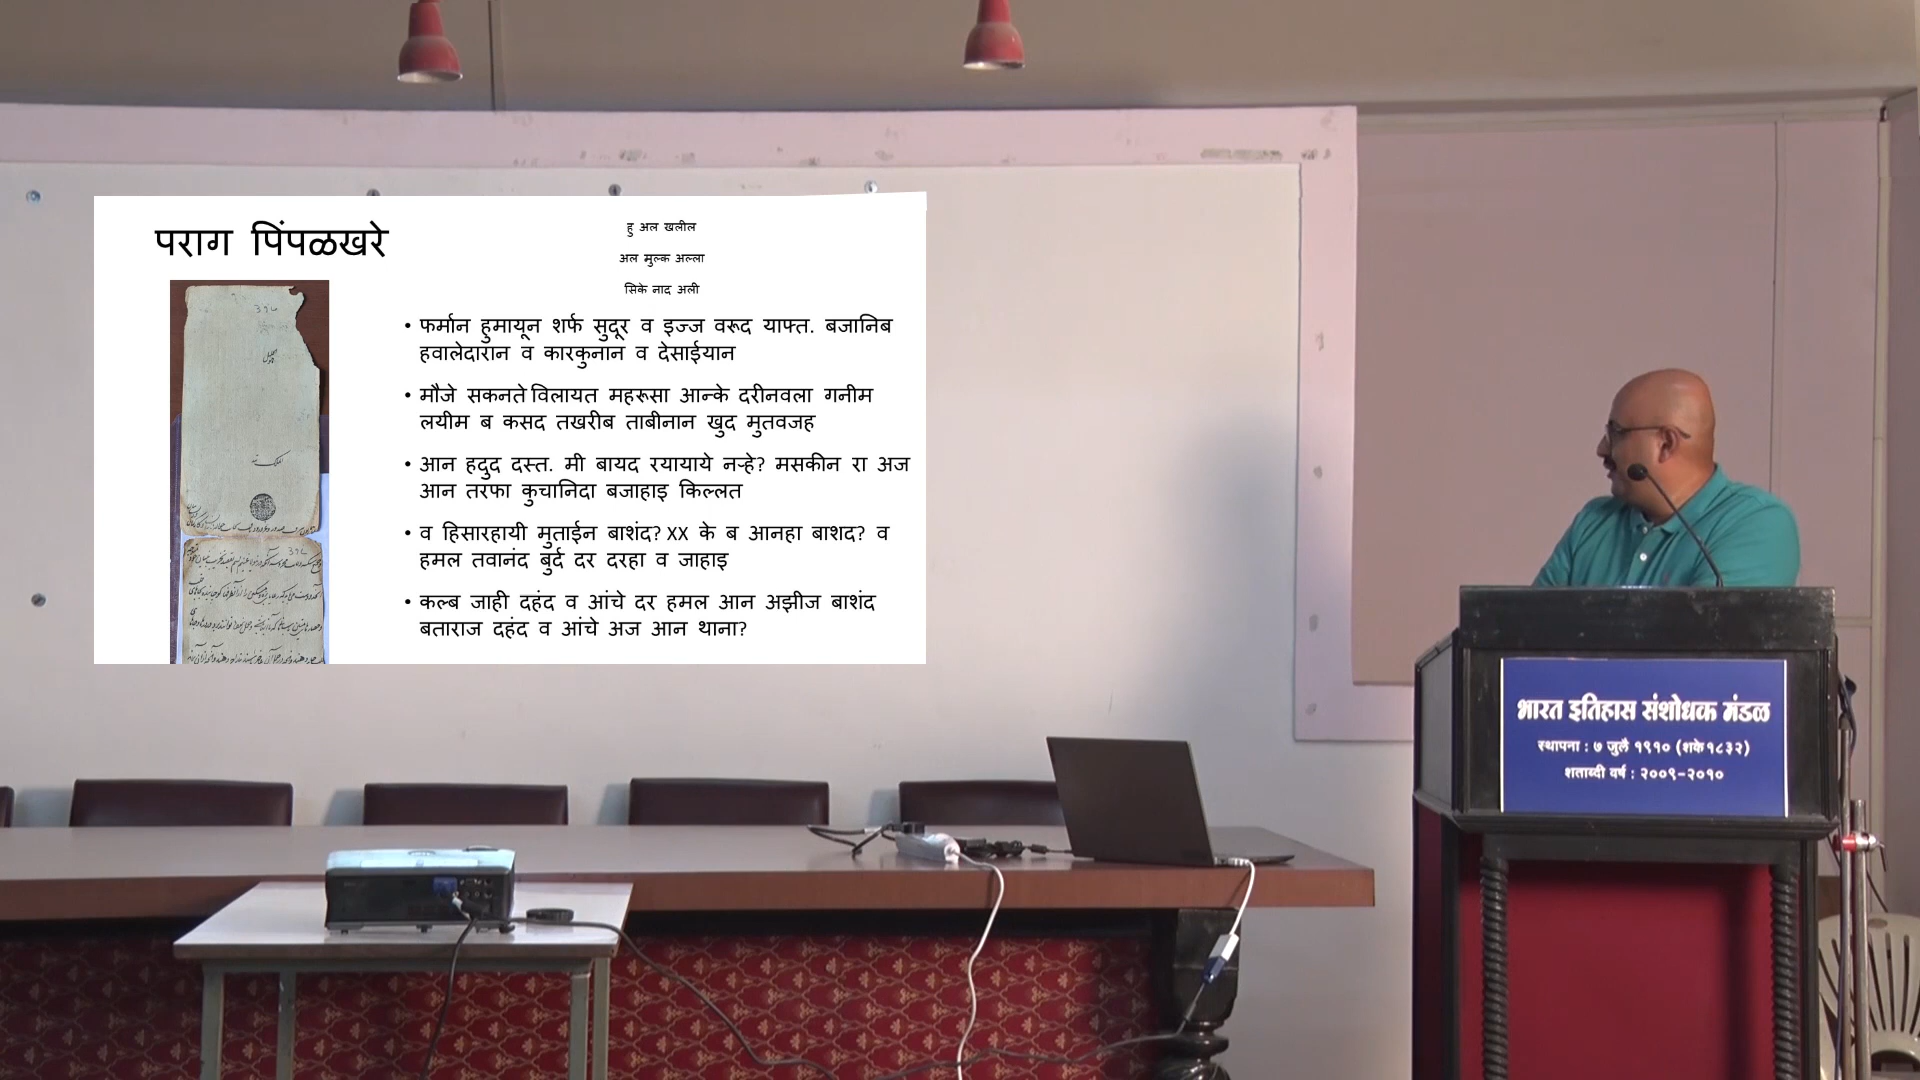 पराग पिंपळखरे
हु अल खलील
अल मुल्क अल्ला
सिके नाद अली
• फर्मान हुमायून शर्फ सुदूर व इज्ज वरूद याफ्त. बजानिब
हवालेदारान व कारकुनान व देसाईयान
• मौजे सकनते विलायत महरूसा आन्के दरीनवला गनीम
लयीम ब कसद तखरीब ताबीनान खुद मुतवजह
• आन हदुद दस्त. मी बायद रयायाये नऱ्हे? मसकीन रा अज
आन तरफा कुचानिदा बजाहाइ किल्लत
• व हिसारहायी मुताईन बाशंद? XX के ब आनहा बाशद? व
हमल तवानंद बुर्द दर दरहा व जाहाइ
• कल्ब जाही दहंद व आंचे दर हमल आन अझीज बाशंद
बताराज दहंद व आंचे अज आन थाना?
भारत इतिहास संशोधक मंडळ
स्थापना : ७ जुलै १९१० (शके १८३२)
शताब्दी वर्ष : २००९-२०१०